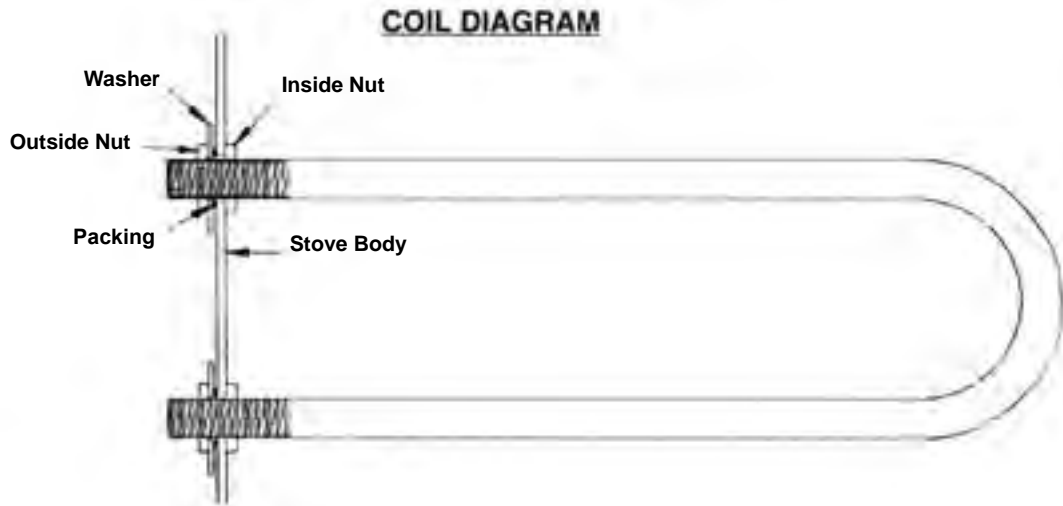 COIL DIAGRAM
Washer
Inside Nut
Outside Nut
Packing
Stove Body